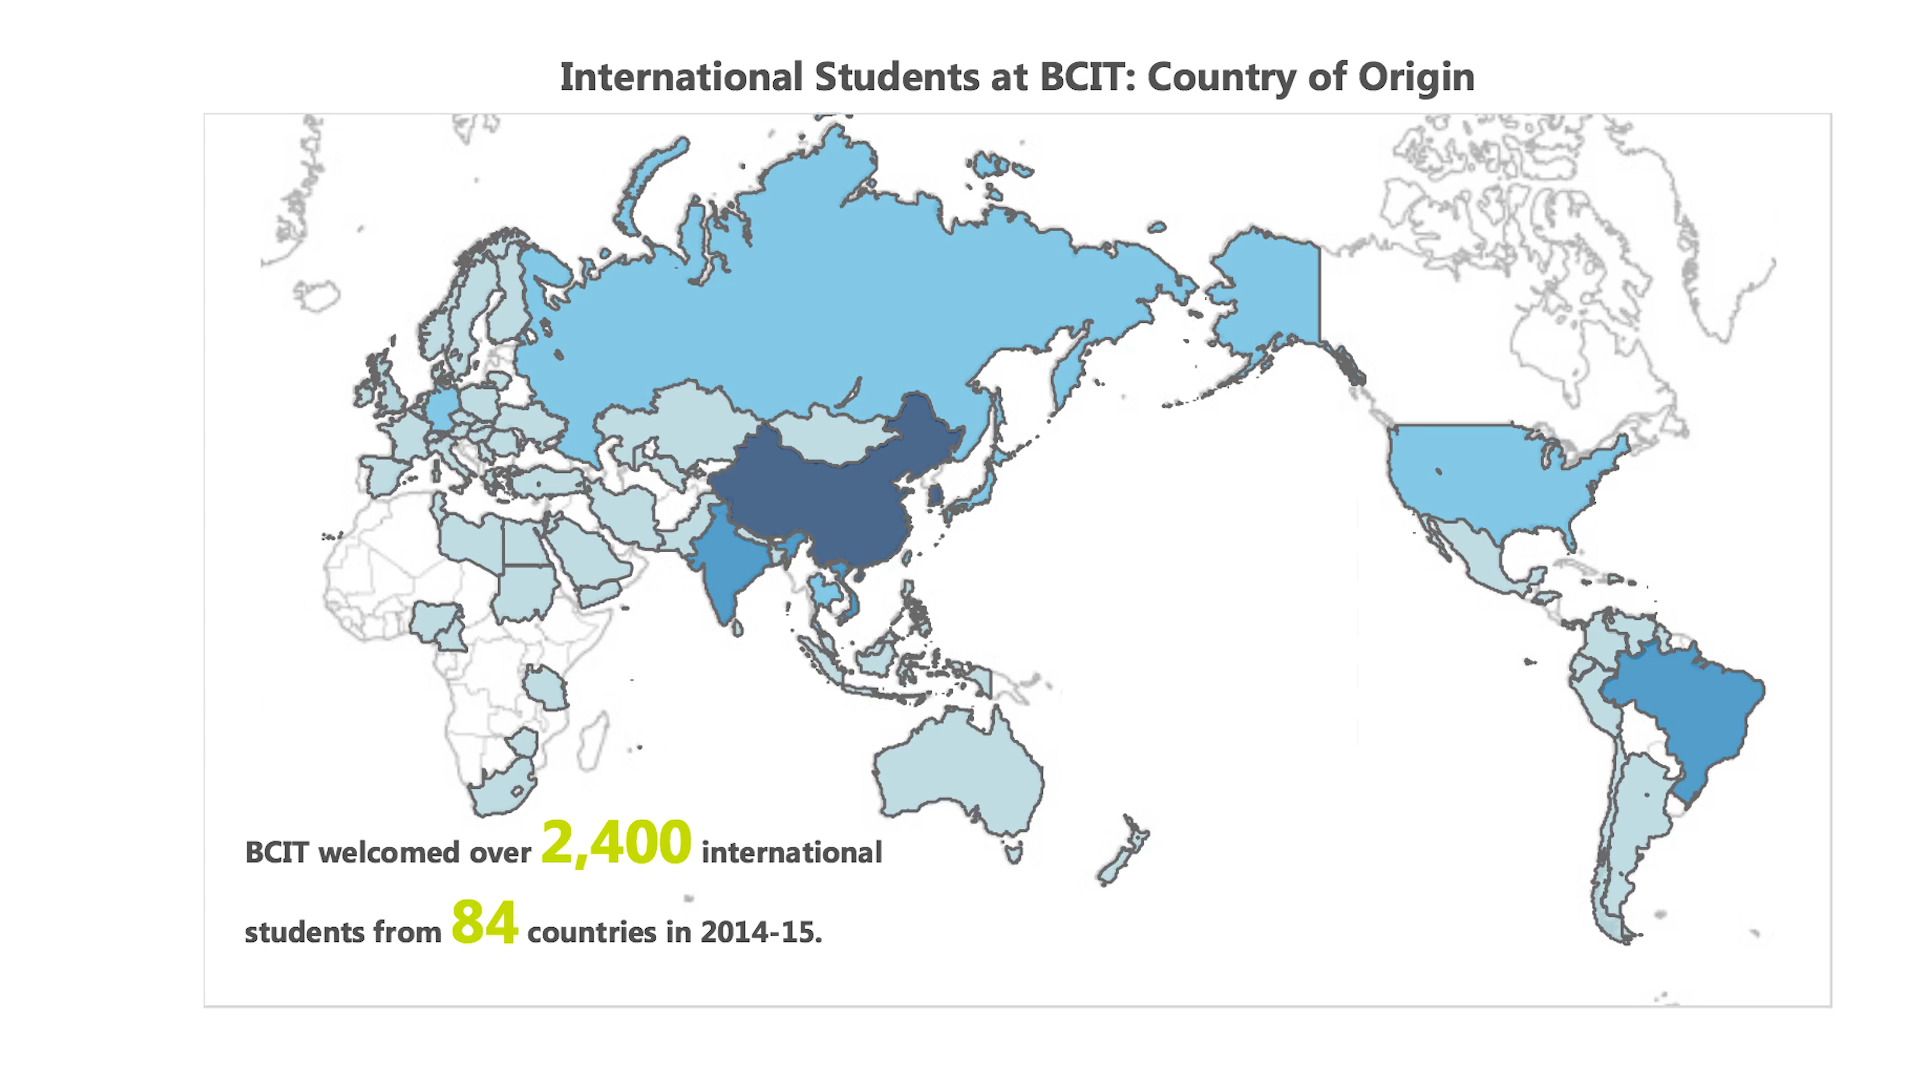 International Students at BCIT: Country of Origin
BCIT welcomed over 2,400 international
students from 84 countries in 2014-15.